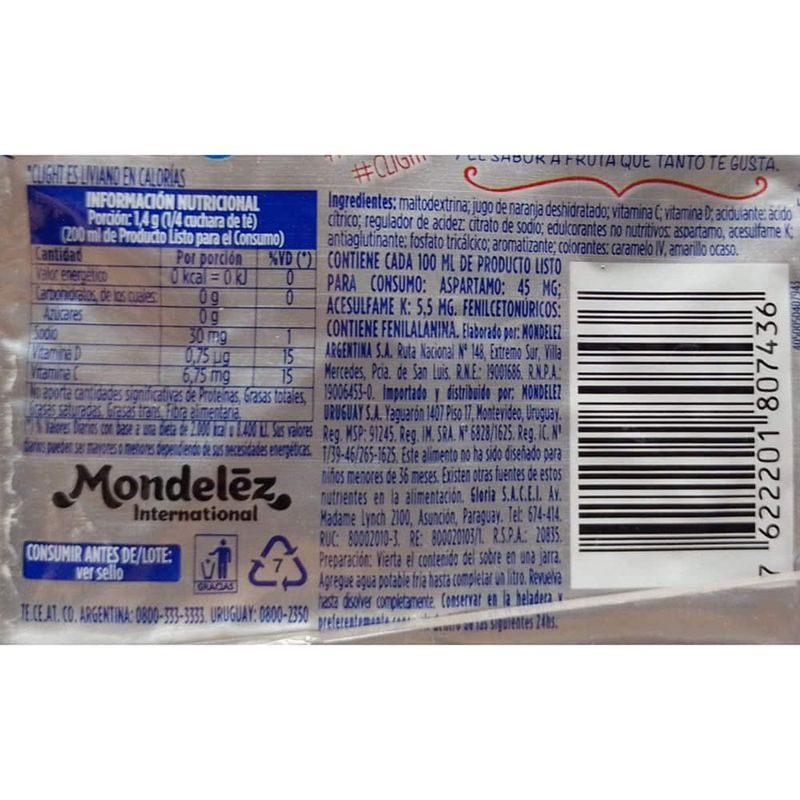 #CLIGHT
Y EL SABOR A FRUTA QUE TANTO TE GUSTA.
*CLIGHT ES LIVIANO EN CALORÍAS
INFORMACIÓN NUTRICIONAL
Porción: 1,4 g (1/4 cuchara de té)
(200 ml de Producto Listo para el Consumo)
Cantidad Por porción %VD (*)
Valor energético 0 kcal = 0 kJ 0
Carbohidratos, de los cuales: 0 g 0
Azúcares 0 g
Sodio 30 mg 1
Vitamina D 0,75 µg 15
Vitamina C 6,75 mg 15
No aporta cantidades significativas de Proteínas, Grasas totales,
Grasas saturadas, Grasas trans, Fibra alimentaria.
(*) % Valores Diarios con base a una dieta de 2.000 kcal u 8.400 kJ. Sus valores
diarios pueden ser mayores o menores dependiendo de sus necesidades energéticas.
Mondelēz
International
CONSUMIR ANTES DE/LOTE:
ver sello
GRACIAS
7
TE.CE.AT. CO. ARGENTINA: 0800-333-3333. URUGUAY: 0800-2350
Ingredientes: maltodextrina; jugo de naranja deshidratado; vitamina C; vitamina D; acidulante: ácido
cítrico; regulador de acidez: citrato de sodio; edulcorantes no nutritivos: aspartamo, acesulfame K;
antiaglutinante: fosfato tricálcico; aromatizante; colorantes: caramelo IV, amarillo ocaso.
CONTIENE CADA 100 ML DE PRODUCTO LISTO
PARA CONSUMO: ASPARTAMO: 45 MG;
ACESULFAME K: 5,5 MG. FENILCETONÚRICOS:
CONTIENE FENILALANINA. Elaborado por: MONDELEZ
ARGENTINA S.A. Ruta Nacional Nº 148, Extremo Sur, Villa
Mercedes, Pcia. de San Luis. R.N.E.: 19001686. R.N.P.A.:
19006453-0. Importado y distribuido por: MONDELEZ
URUGUAY S.A. Yaguarón 1407 Piso 17, Montevideo, Uruguay.
Reg. MSP: 91245. Reg. IM. SRA. Nº 6828/1625. Reg. IC. Nº
T/39-46/265-1625. Este alimento no ha sido diseñado para
niños menores de 36 meses. Existen otras fuentes de estos
nutrientes en la alimentación. Gloria S.A.C.E.I. Av.
Madame Lynch 2100, Asunción, Paraguay. Tel: 674-414.
RUC: 80002010-3. RE: 800020103/1. R.S.P.A.: 20835.
Preparación: Vierta el contenido del sobre en una jarra.
Agregue agua potable fría hasta completar un litro. Revuelva
hasta disolver completamente. Conservar en la heladera y
preferentemente dentro de las siguientes 24hs.
7 622201 807436